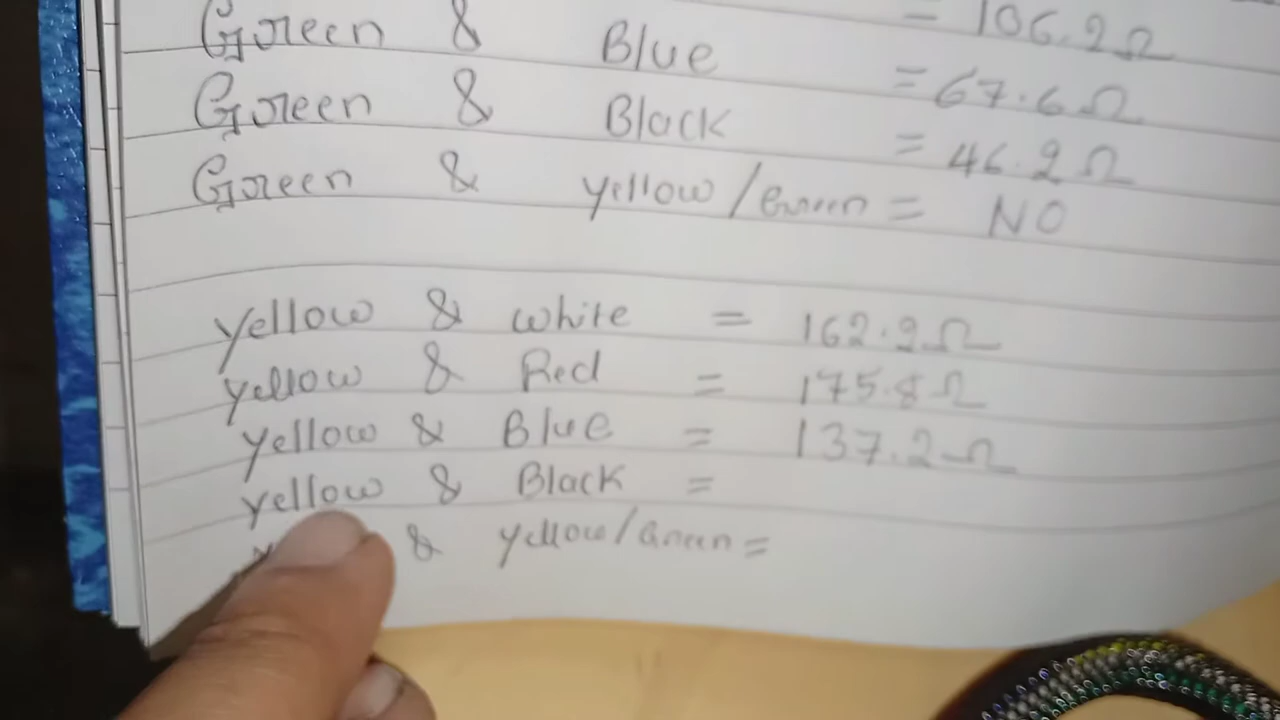 = 106.2Ω
Green & Blue = 67.6Ω
Green & Black = 46.2Ω
Green & yellow/Green = NO
yellow & white = 162.2Ω
yellow & Red = 175.8Ω
yellow & Blue = 137.2Ω
yellow & Black =
& yellow/Green =